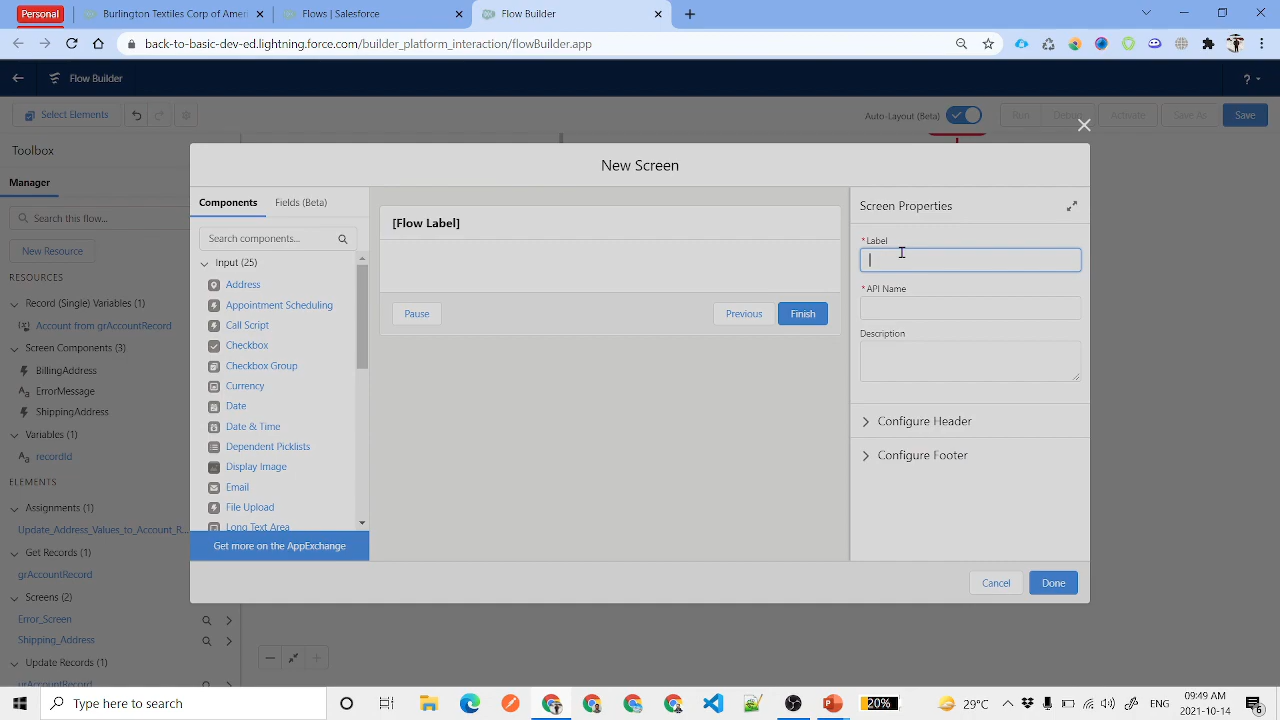 Personal
Burlington Textiles Corp of Amer
Flows | Salesforce
Flow Builder
back-to-basic-dev-ed.lightning.force.com/builder_platform_interaction/flowBuilder.app
Flow Builder
?
Select Elements
Auto-Layout (Beta)
Run
Debug
Activate
Save As
Save
Toolbox
Manager
Search this flow...
New Resource
RESOURCES
Record (Single) Variables (1)
Account from grAccountRecord
Screen Components (3)
BillingAddress
ErrorMessage
ShippingAddress
Variables (1)
recordId
ELEMENTS
Assignments (1)
Update_Address_Values_to_Account_R...
Get Records (1)
grAccountRecord
Screens (2)
Error_Screen
Shipping_Address
Update Records (1)
urAccountRecord
New Screen
Components
Fields (Beta)
Search components...
Input (25)
Address
Appointment Scheduling
Call Script
Checkbox
Checkbox Group
Currency
Date
Date & Time
Dependent Picklists
Display Image
Email
File Upload
Long Text Area
Get more on the AppExchange
[Flow Label]
Pause
Previous
Finish
Screen Properties
*Label
*API Name
Description
Configure Header
Configure Footer
Cancel
Done
Type here to search
20%
29°C
ENG
09:49 AM
2021-10-14
6